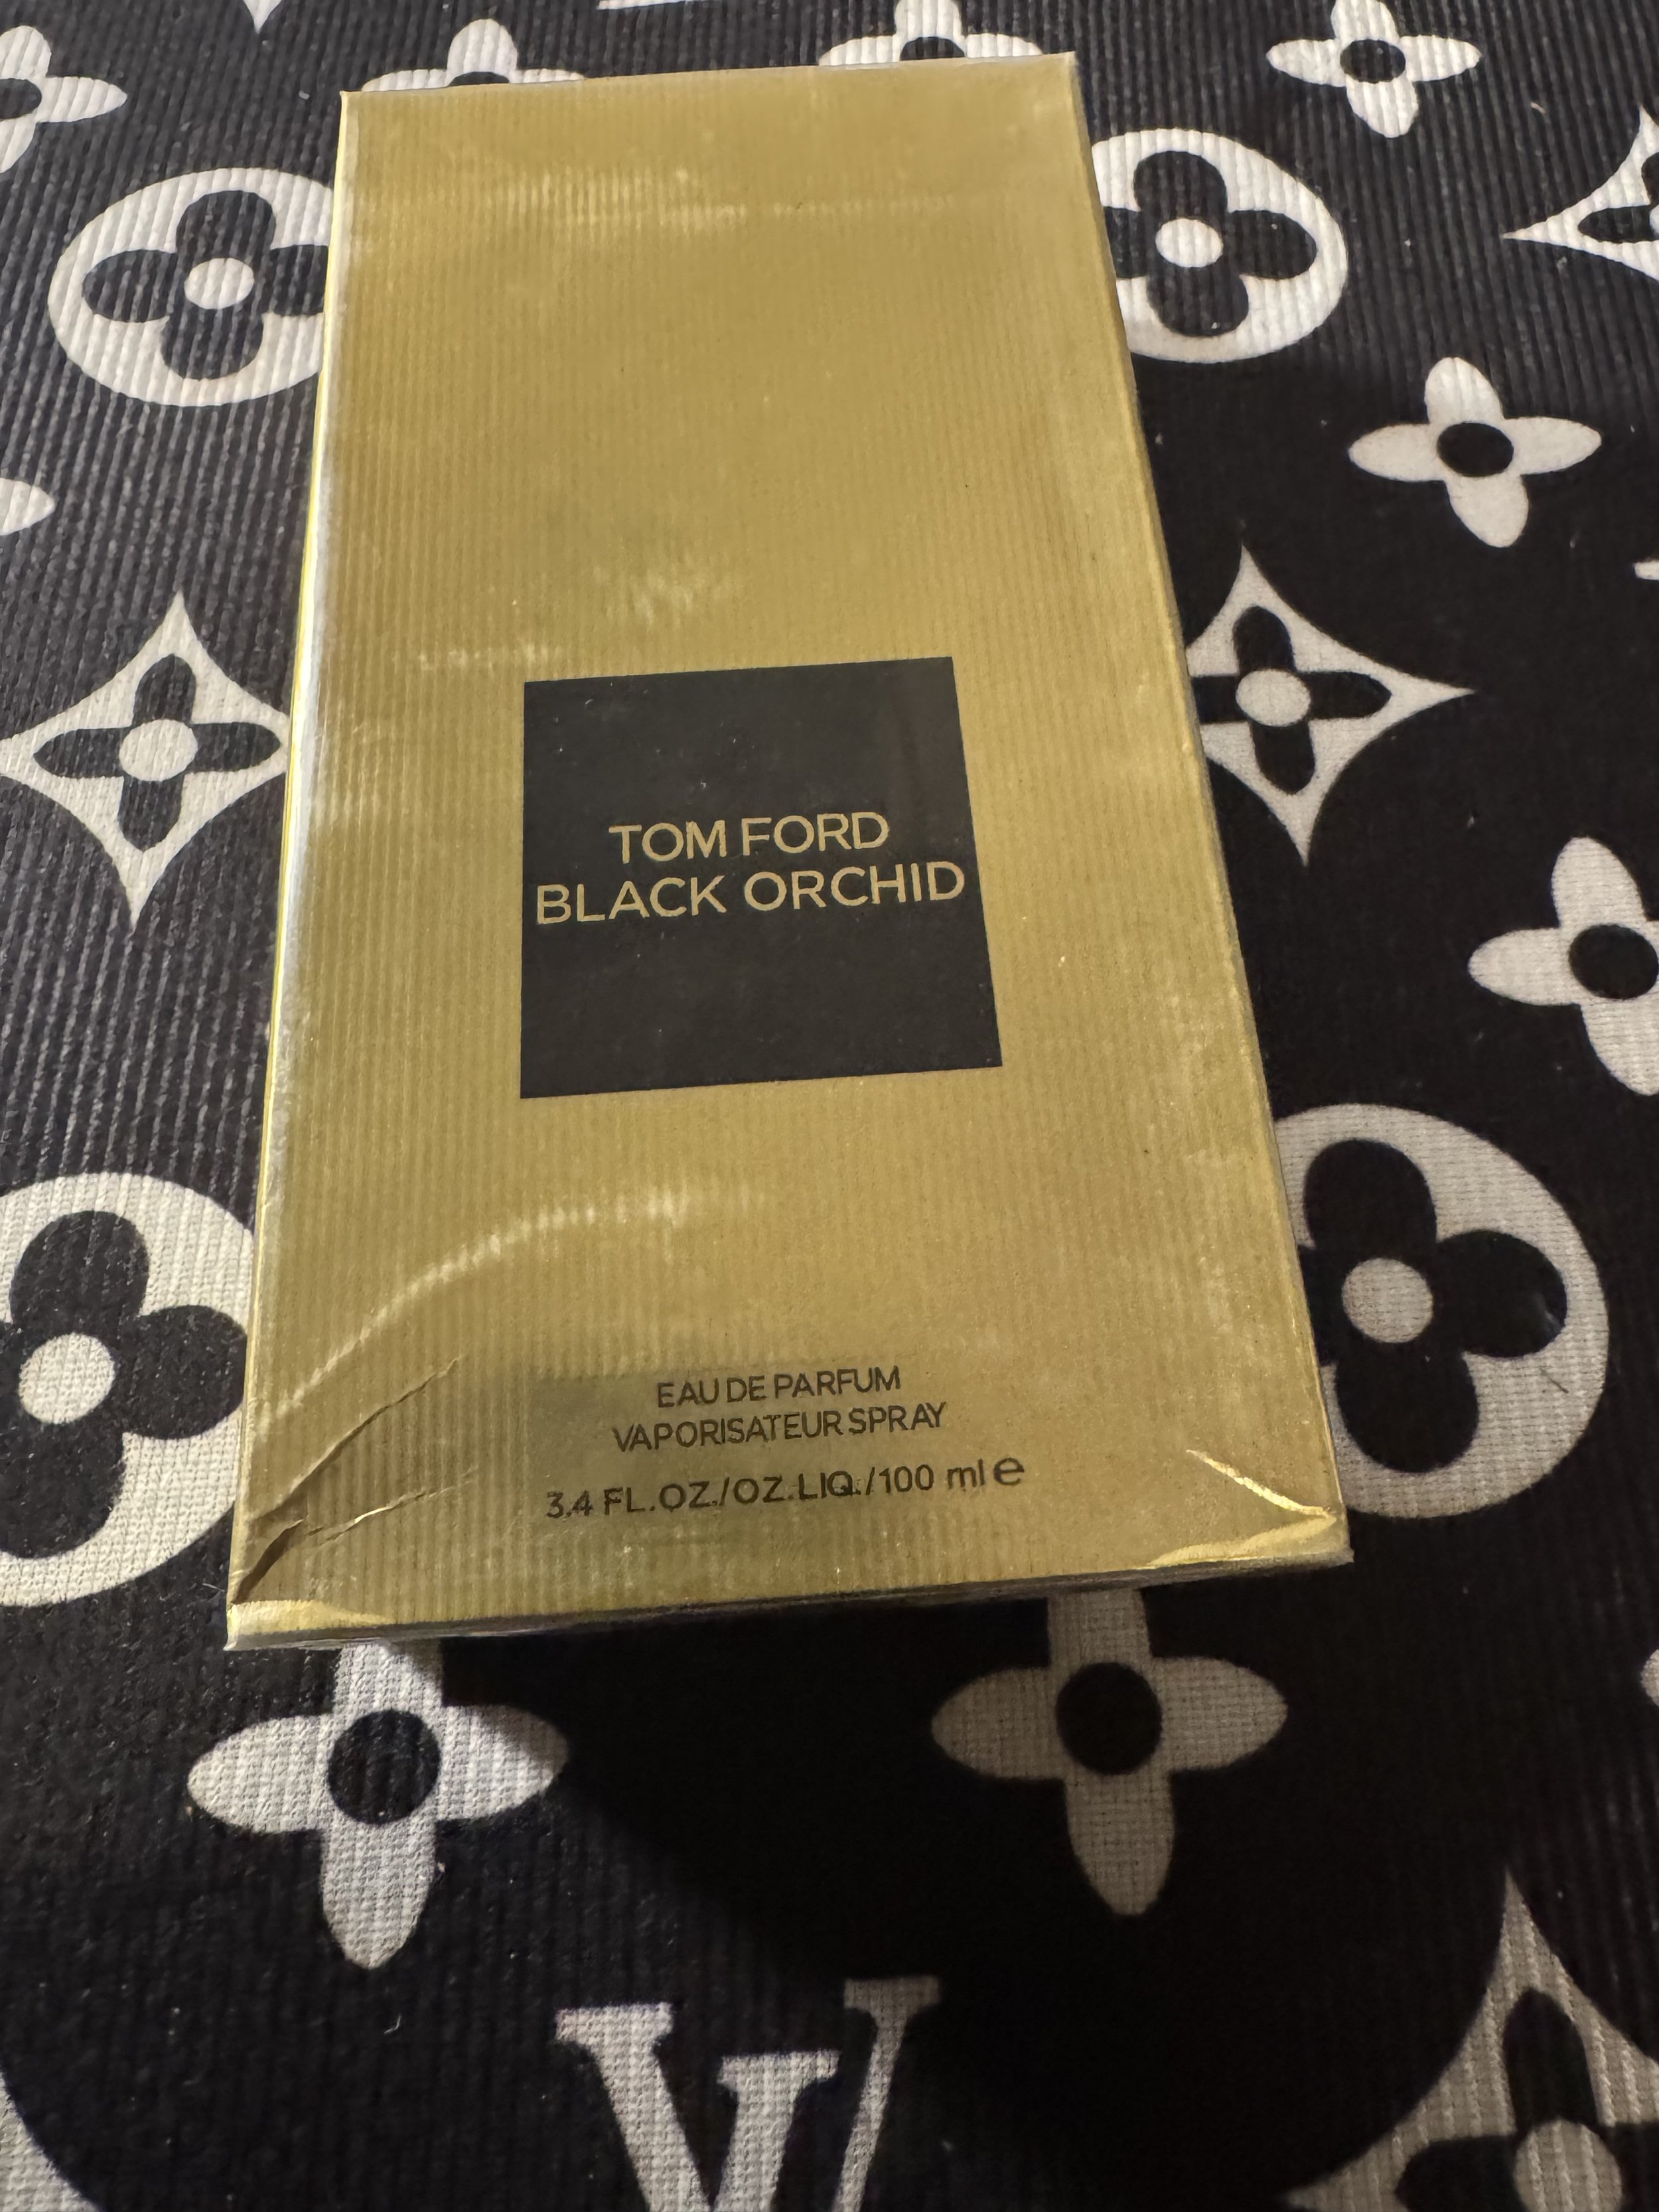 TOM FORD
BLACK ORCHID
EAU DE PARFUM
VAPORISATEUR SPRAY
3.4 FL.OZ./OZ.LIQ./100 ml e
V